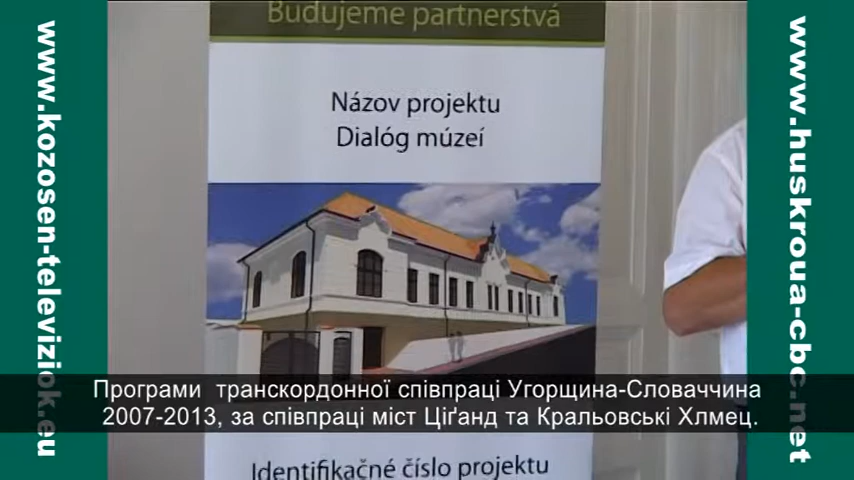 Budujeme partnerstvá
Názov projektu
Dialóg múzeí
Identifikačné číslo projektu
Програми транскордонної співпраці Угорщина-Словаччина
2007-2013, за співпраці міст Ціґанд та Кральовські Хлмец.
www.kozosen-televiziok.eu
www.huskroua-cbc.net